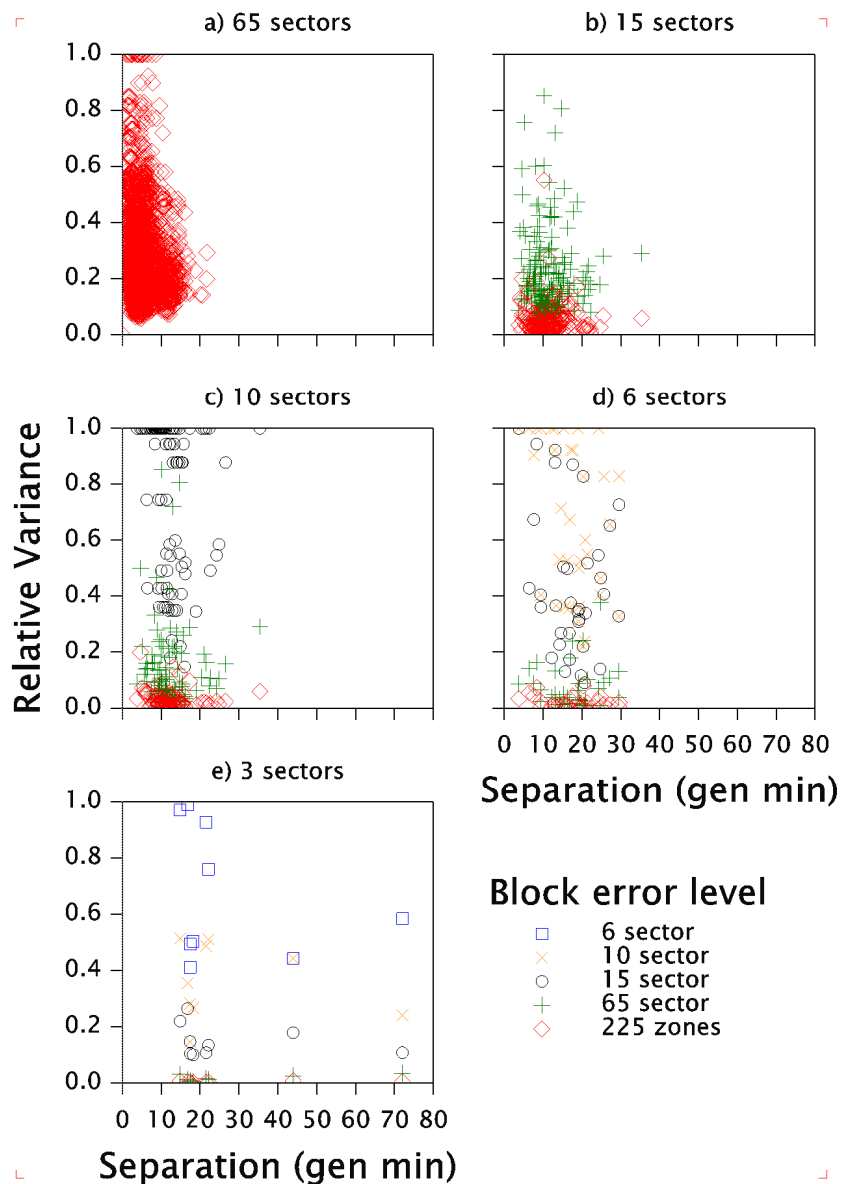 a) 65 sectors
b) 15 sectors
1.0
0.8
0.6
0.4
0.2
0.0
c) 10 sectors
d) 6 sectors
1.0
0.8
0.6
0.4
0.2
0.0
Relative Variance
0 10 20 30 40 50 60 70 80
Separation (gen min)
e) 3 sectors
1.0
0.8
0.6
0.4
0.2
0.0
0 10 20 30 40 50 60 70 80
Separation (gen min)
Block error level
6 sector
10 sector
15 sector
65 sector
225 zones